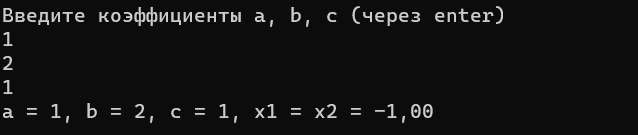 Введите коэффициенты a, b, c (через enter)
1
2
1
a = 1, b = 2, c = 1, x1 = x2 = -1,00